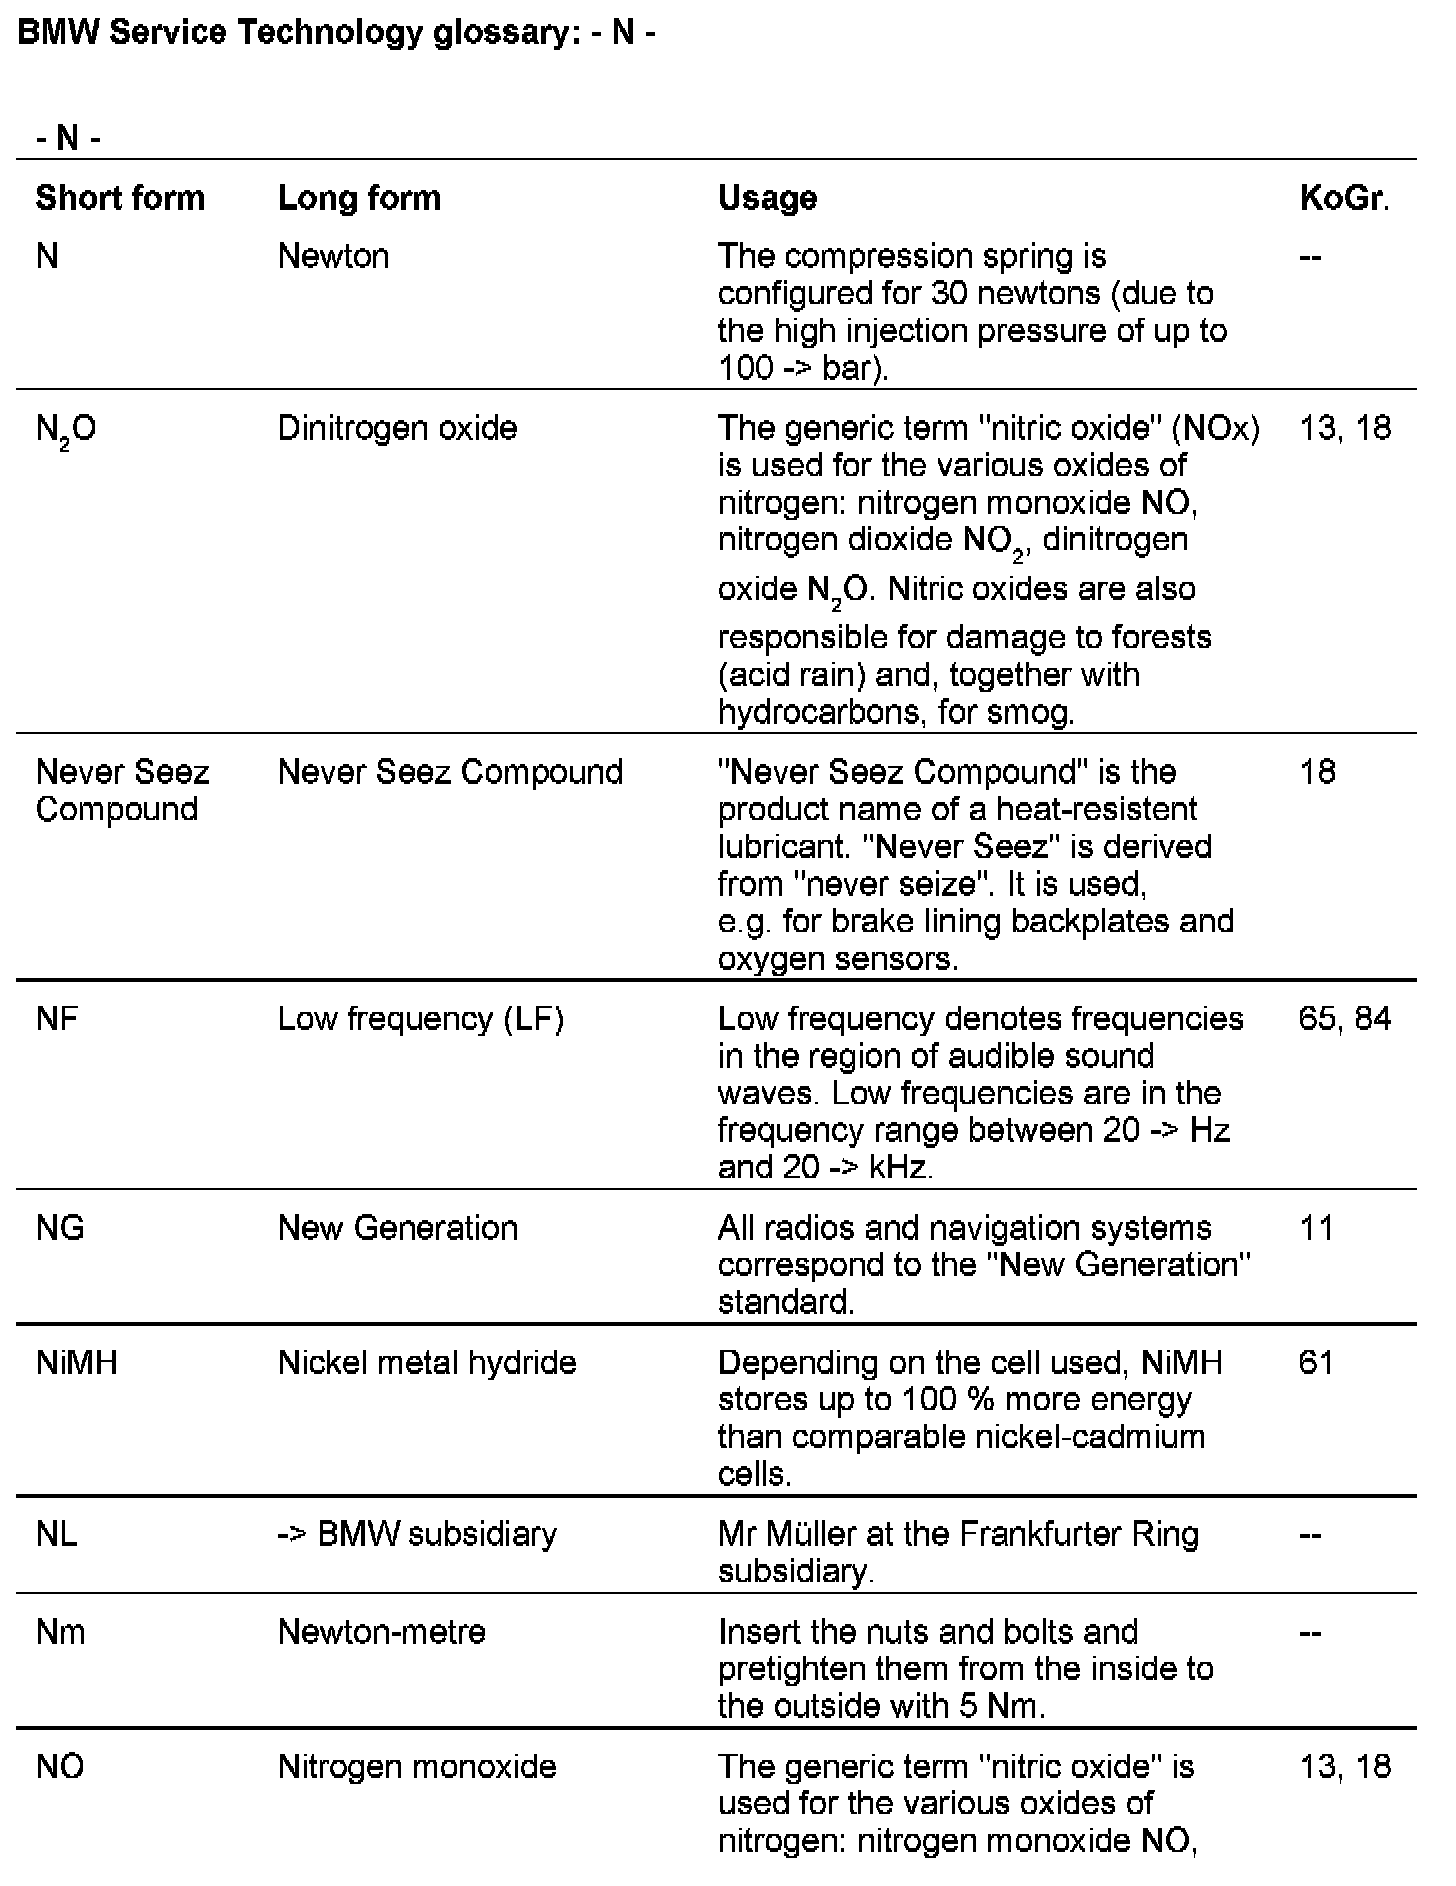 BMW Service Technology glossary: - N -
- N -
Short form Long form Usage KoGr.
N Newton The compression spring is --
configured for 30 newtons (due to
the high injection pressure of up to
100 -> bar).
N₂O Dinitrogen oxide The generic term "nitric oxide" (NOx) 13, 18
is used for the various oxides of
nitrogen: nitrogen monoxide NO,
nitrogen dioxide NO₂, dinitrogen
oxide N₂O. Nitric oxides are also
responsible for damage to forests
(acid rain) and, together with
hydrocarbons, for smog.
Never Seez Never Seez Compound "Never Seez Compound" is the 18
Compound product name of a heat-resistent
lubricant. "Never Seez" is derived
from "never seize". It is used,
e.g. for brake lining backplates and
oxygen sensors.
NF Low frequency (LF) Low frequency denotes frequencies 65, 84
in the region of audible sound
waves. Low frequencies are in the
frequency range between 20 -> Hz
and 20 -> kHz.
NG New Generation All radios and navigation systems 11
correspond to the "New Generation"
standard.
NiMH Nickel metal hydride Depending on the cell used, NiMH 61
stores up to 100 % more energy
than comparable nickel-cadmium
cells.
NL -> BMW subsidiary Mr Müller at the Frankfurter Ring --
subsidiary.
Nm Newton-metre Insert the nuts and bolts and --
pretighten them from the inside to
the outside with 5 Nm.
NO Nitrogen monoxide The generic term "nitric oxide" is 13, 18
used for the various oxides of
nitrogen: nitrogen monoxide NO,